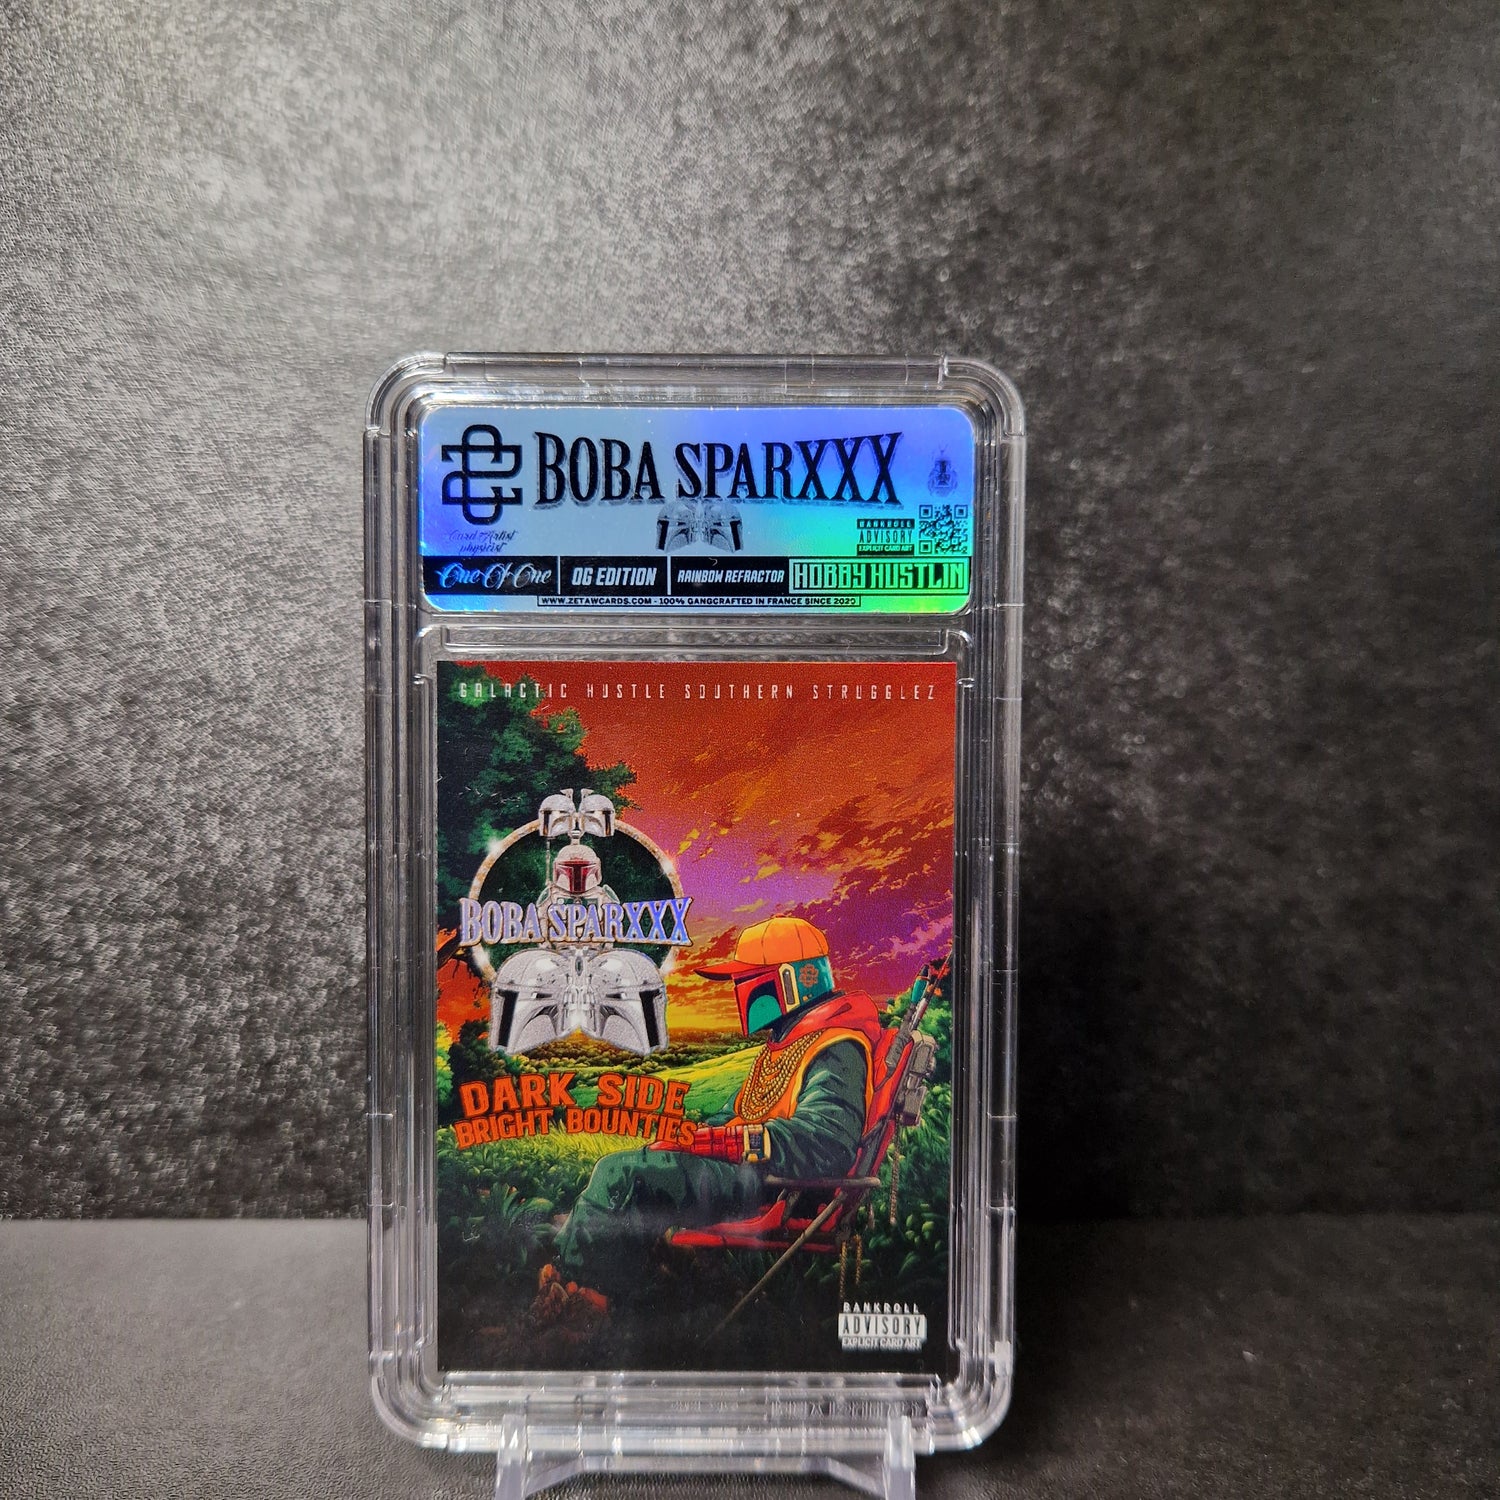 BOBA SPARXXX
Card Artist
physicist
BANKROLL
ADVISORY
EXPLICIT CARD ART
One Of One
OG EDITION
RAINBOW REFRACTOR
HOBBY HUSTLIN
WWW.ZETAWCARDS.COM - 100% GANGCRAFTED IN FRANCE SINCE 2020
GALACTIC HUSTLE SOUTHERN STRUGGLEZ
BOBA SPARXXX
DARK SIDE
BRIGHT BOUNTIES
BANKROLL
ADVISORY
EXPLICIT CARD ART